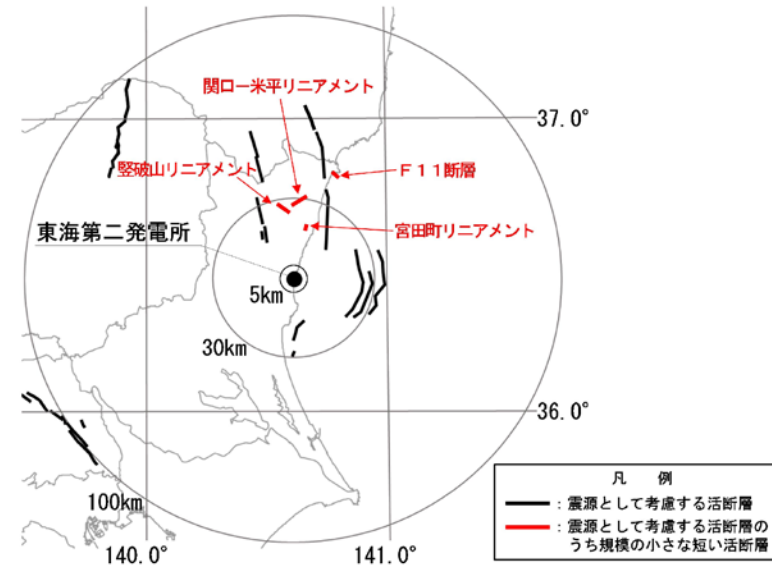 関口ー米平リニアメント
37.0°
竪破山リニアメント
F11断層
東海第二発電所
宮田町リニアメント
5km
30km
36.0°
100km
140.0°
141.0°
凡 例
:震源として考慮する活断層
:震源として考慮する活断層の
うち規模の小さな短い活断層